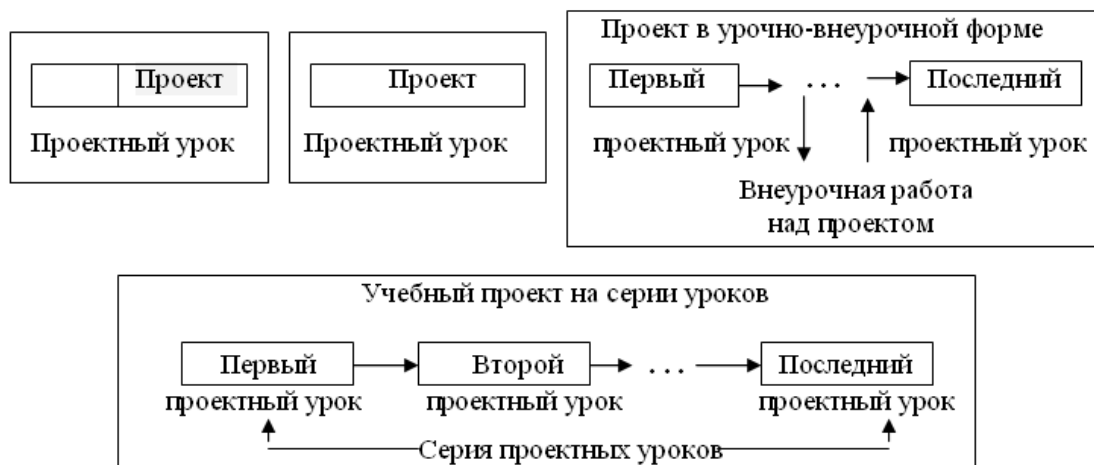 Проект
Проектный урок
Проект
Проектный урок
Проект в урочно-внеурочной форме
Первый
. . .
Последний
проектный урок
проектный урок
Внеурочная работа
над проектом
Учебный проект на серии уроков
Первый
Второй
. . .
Последний
проектный урок
проектный урок
проектный урок
Серия проектных уроков